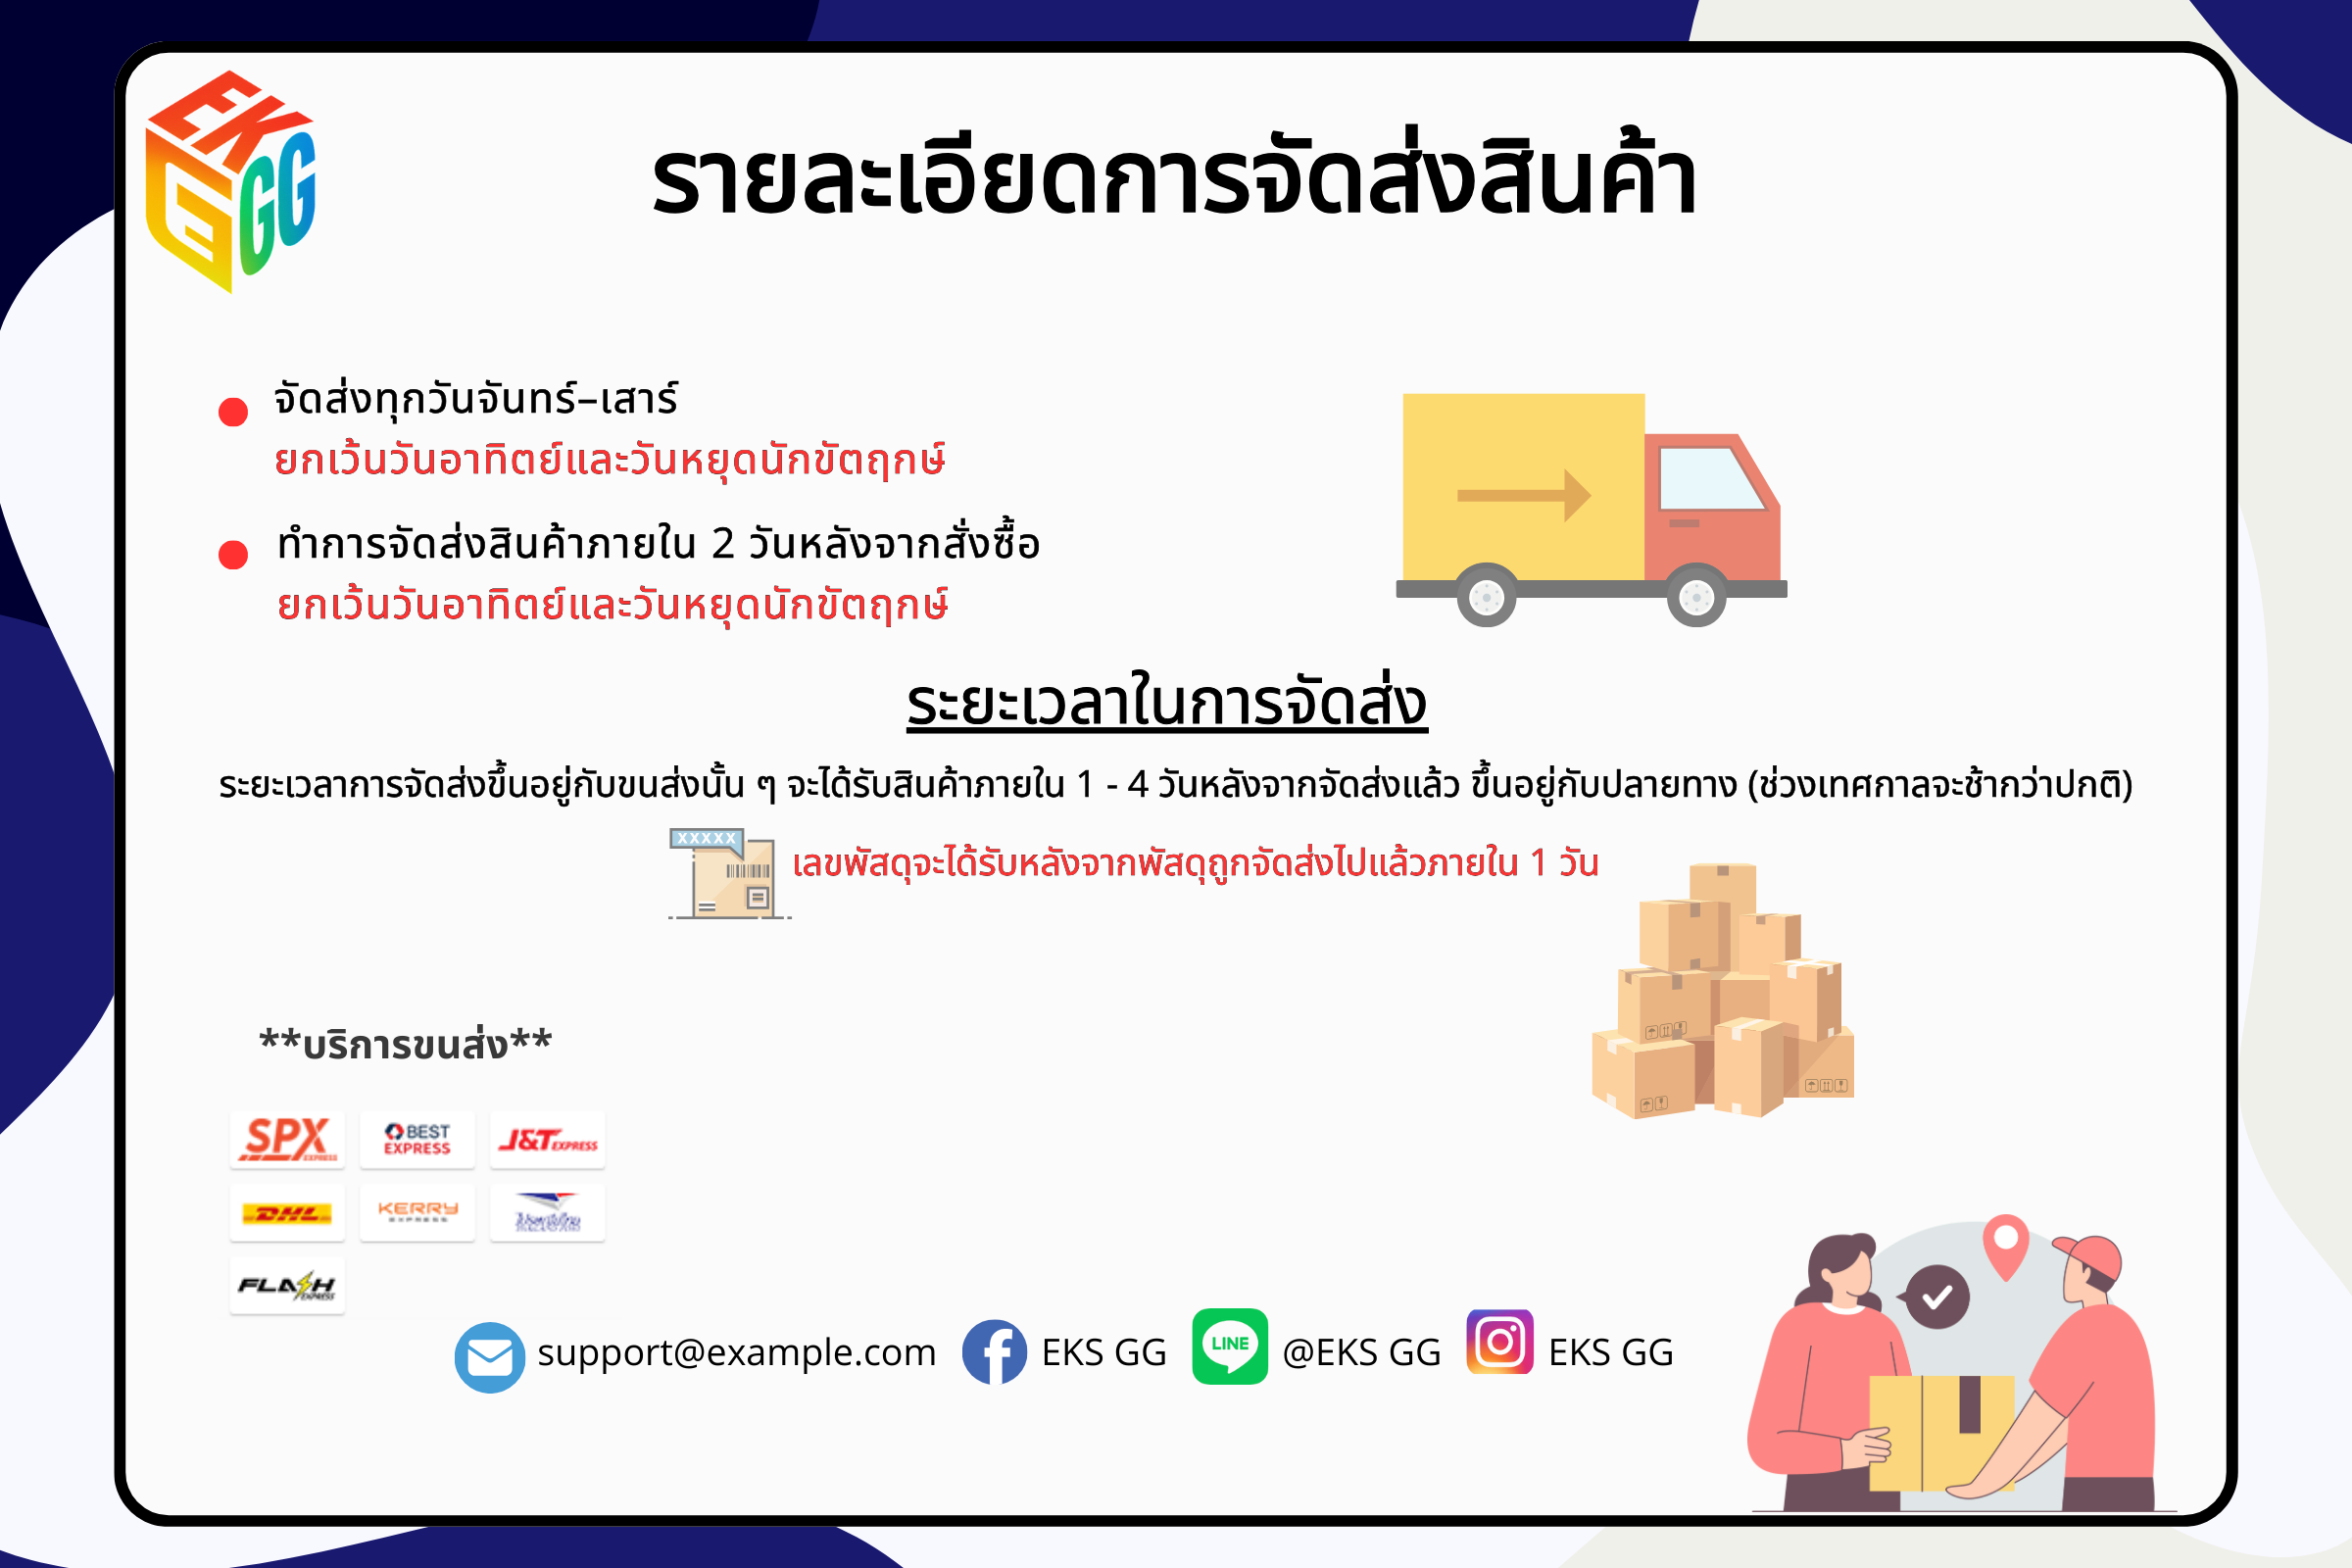 EK
G
GG
รายละเอียดการจัดส่งสินค้า
จัดส่งทุกวันจันทร์–เสาร์
ยกเว้นวันอาทิตย์และวันหยุดนักขัตฤกษ์
ทำการจัดส่งสินค้าภายใน 2 วันหลังจากสั่งซื้อ
ยกเว้นวันอาทิตย์และวันหยุดนักขัตฤกษ์
ระยะเวลาในการจัดส่ง
ระยะเวลาการจัดส่งขึ้นอยู่กับขนส่งนั้น ๆ จะได้รับสินค้าภายใน 1 - 4 วันหลังจากจัดส่งแล้ว ขึ้นอยู่กับปลายทาง (ช่วงเทศกาลจะช้ากว่าปกติ)
XXXXX
เลขพัสดุจะได้รับหลังจากพัสดุถูกจัดส่งไปแล้วภายใน 1 วัน
**บริการขนส่ง**
SPX EXPRESS
BEST EXPRESS
J&T EXPRESS
DHL
KERRY EXPRESS
ไปรษณีย์ไทย
FLASH EXPRESS
support@example.com
EKS GG
LINE
@EKS GG
EKS GG